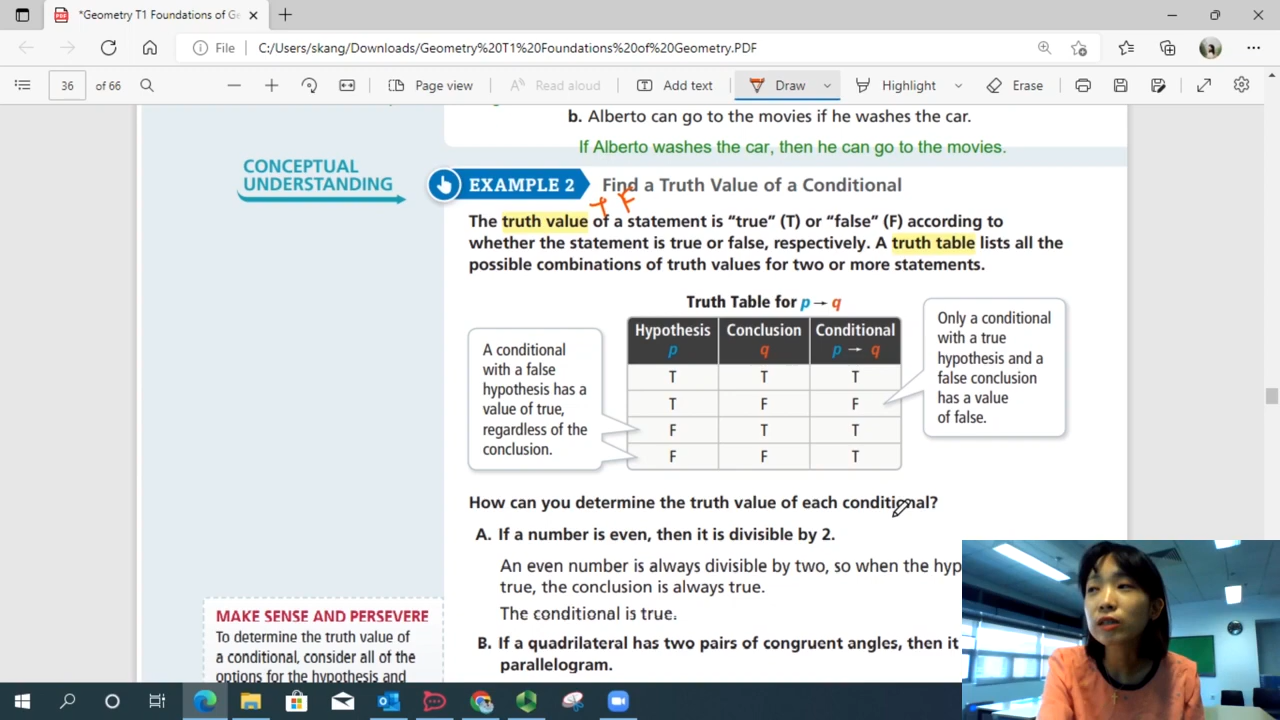 *Geometry T1 Foundations of Ge
File
C:/Users/skang/Downloads/Geometry%20T1%20Foundations%20of%20Geometry.PDF
36
of 66
Page view
Read aloud
Add text
Draw
Highlight
Erase
b. Alberto can go to the movies if he washes the car.
If Alberto washes the car, then he can go to the movies.
CONCEPTUAL
UNDERSTANDING
EXAMPLE 2
Find a Truth Value of a Conditional
T F
The truth value of a statement is “true” (T) or “false” (F) according to
whether the statement is true or false, respectively. A truth table lists all the
possible combinations of truth values for two or more statements.
Truth Table for p → q
Hypothesis Conclusion Conditional
p q p → q
T T T
T F F
F T T
F F T
A conditional
with a false
hypothesis has a
value of true,
regardless of the
conclusion.
Only a conditional
with a true
hypothesis and a
false conclusion
has a value
of false.
How can you determine the truth value of each conditional?
A. If a number is even, then it is divisible by 2.
An even number is always divisible by two, so when the hyp
true, the conclusion is always true.
The conditional is true.
B. If a quadrilateral has two pairs of congruent angles, then it
parallelogram.
MAKE SENSE AND PERSEVERE
To determine the truth value of
a conditional, consider all of the
options for the hypothesis and